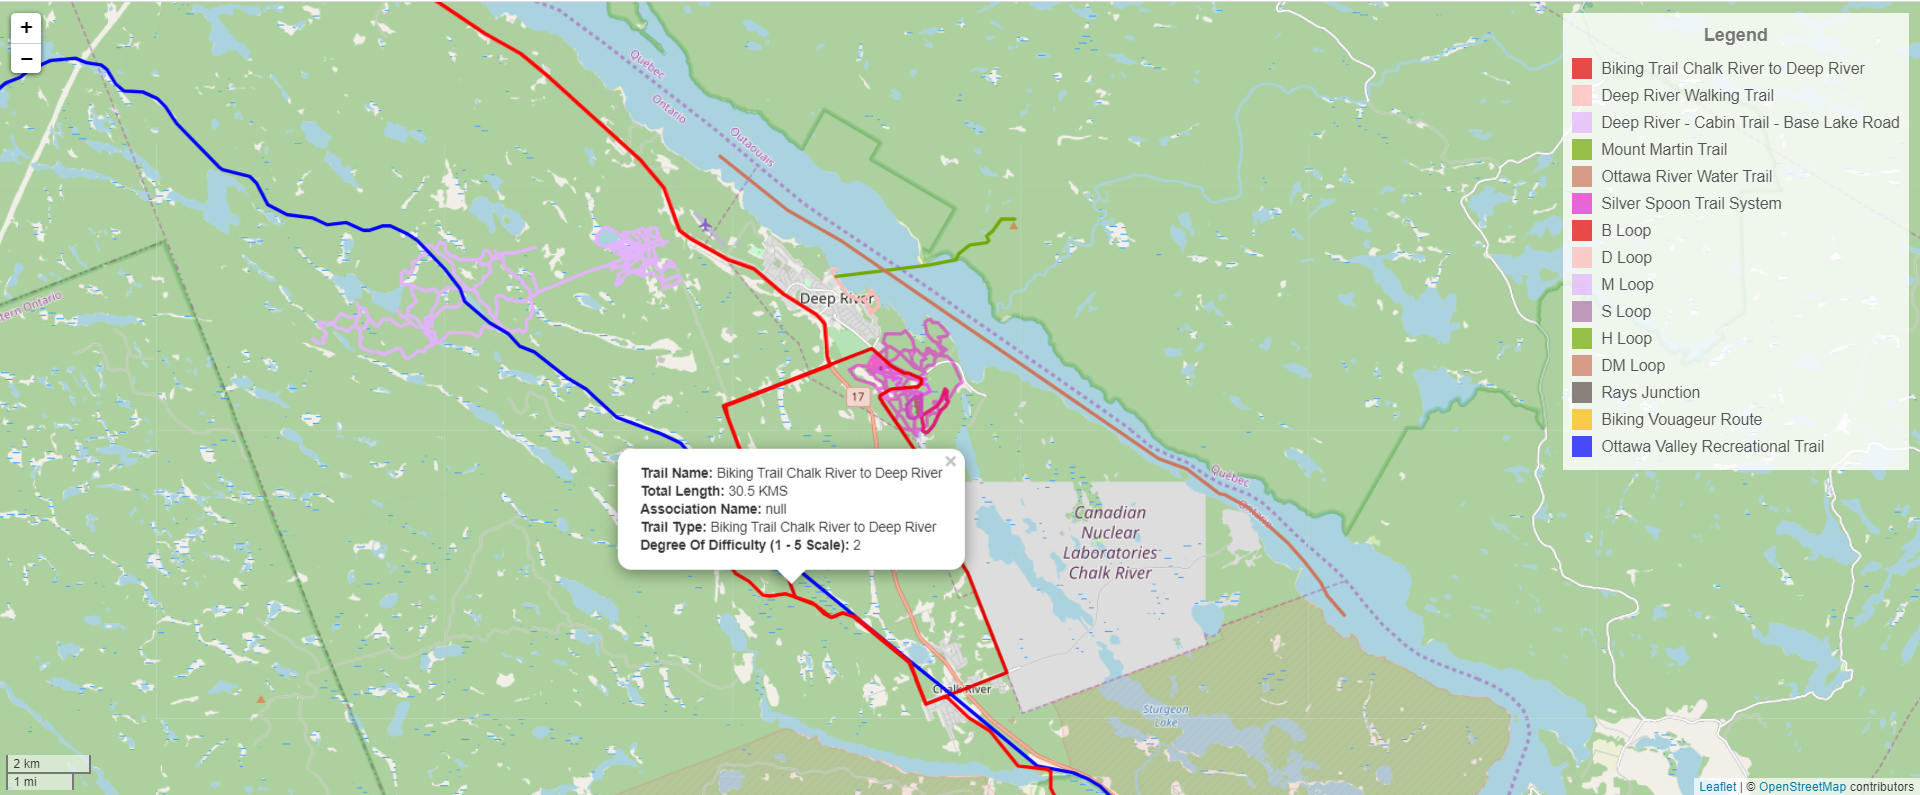 +
−
Legend
Biking Trail Chalk River to Deep River
Deep River Walking Trail
Deep River - Cabin Trail - Base Lake Road
Mount Martin Trail
Ottawa River Water Trail
Silver Spoon Trail System
B Loop
D Loop
M Loop
S Loop
H Loop
DM Loop
Rays Junction
Biking Vouageur Route
Ottawa Valley Recreational Trail
Québec
Ontario
Outaouais
tern Ontario
Deep River
17
×
Trail Name: Biking Trail Chalk River to Deep River
Total Length: 30.5 KMS
Association Name: null
Trail Type: Biking Trail Chalk River to Deep River
Degree Of Difficulty (1 - 5 Scale): 2
Québec
Ontario
Canadian
Nuclear
Laboratories
Chalk River
Chalk River
Sturgeon
Lake
2 km
1 mi
Leaflet | © OpenStreetMap contributors